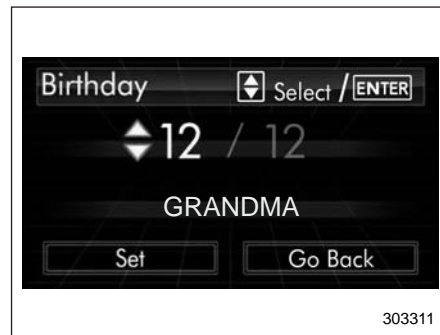 Birthday Select / ENTER
12 / 12
GRANDMA
Set Go Back
303311